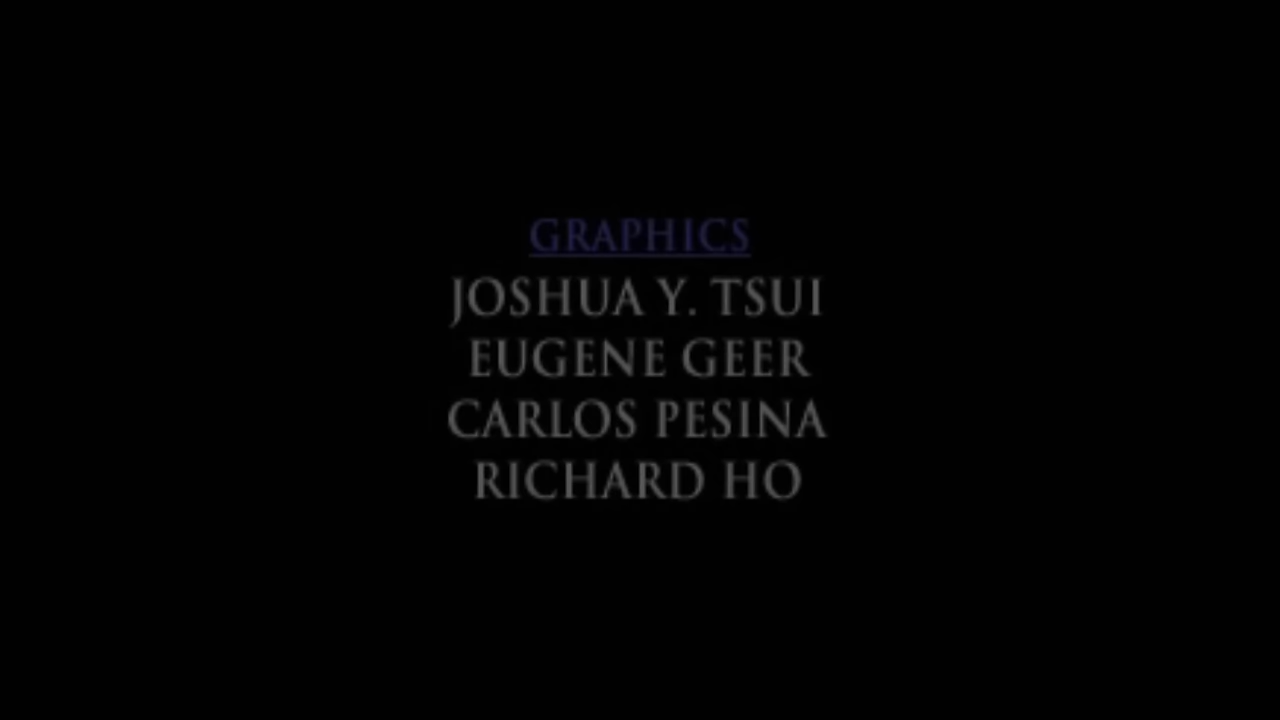 GRAPHICS
JOSHUA Y. TSUI
EUGENE GEER
CARLOS PESINA
RICHARD HO